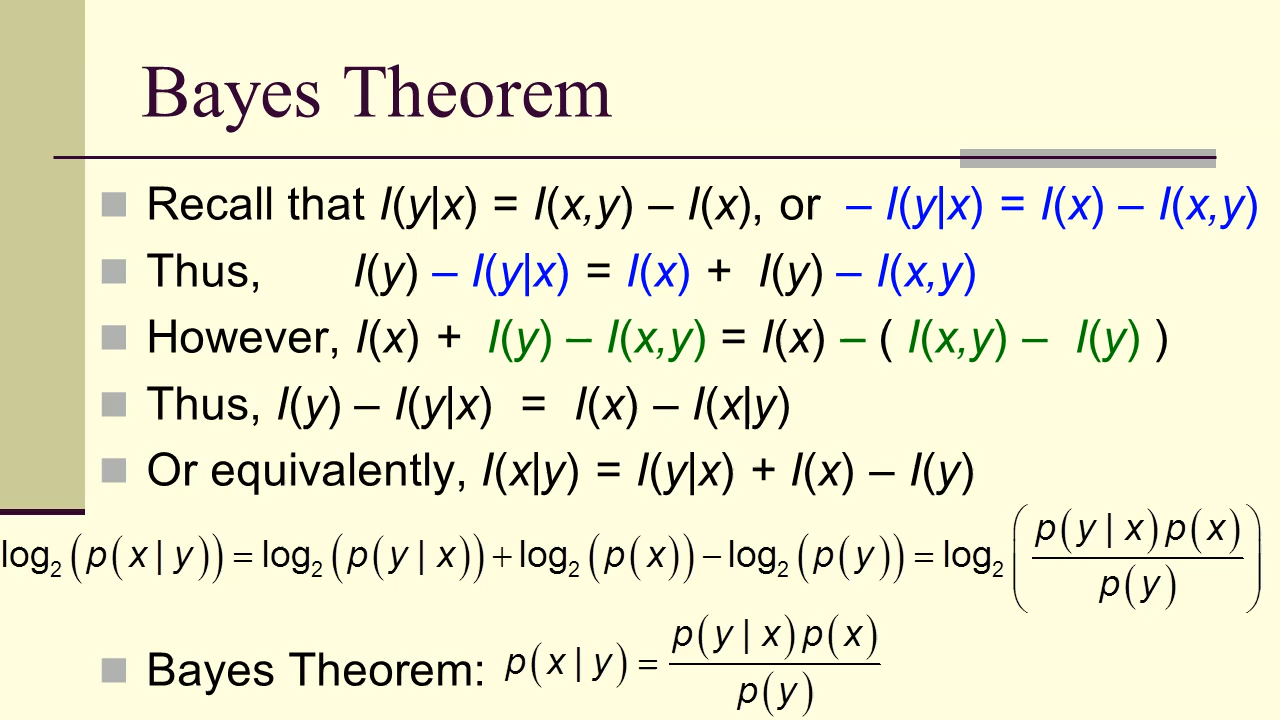 Bayes Theorem
Recall that I(y|x) = I(x,y) – I(x), or – I(y|x) = I(x) – I(x,y)
Thus, I(y) – I(y|x) = I(x) + I(y) – I(x,y)
However, I(x) + I(y) – I(x,y) = I(x) – ( I(x,y) – I(y) )
Thus, I(y) – I(y|x) = I(x) – I(x|y)
Or equivalently, I(x|y) = I(y|x) + I(x) – I(y)
log₂(p(x | y)) = log₂(p(y | x)) + log₂(p(x)) − log₂(p(y)) = log₂(p(y | x)p(x) / p(y))
Bayes Theorem: p(x | y) = p(y | x)p(x) / p(y)